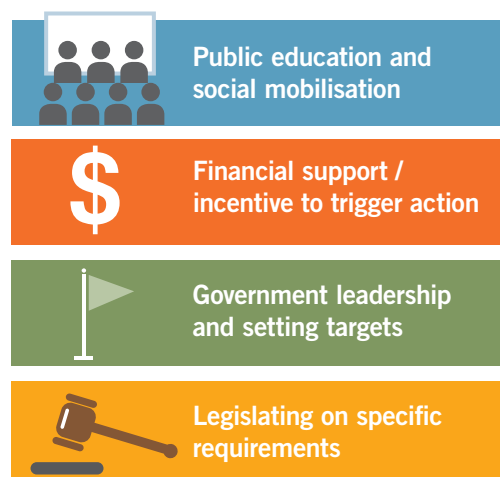 Public education and
social mobilisation
$
Financial support /
incentive to trigger action
Government leadership
and setting targets
Legislating on specific
requirements